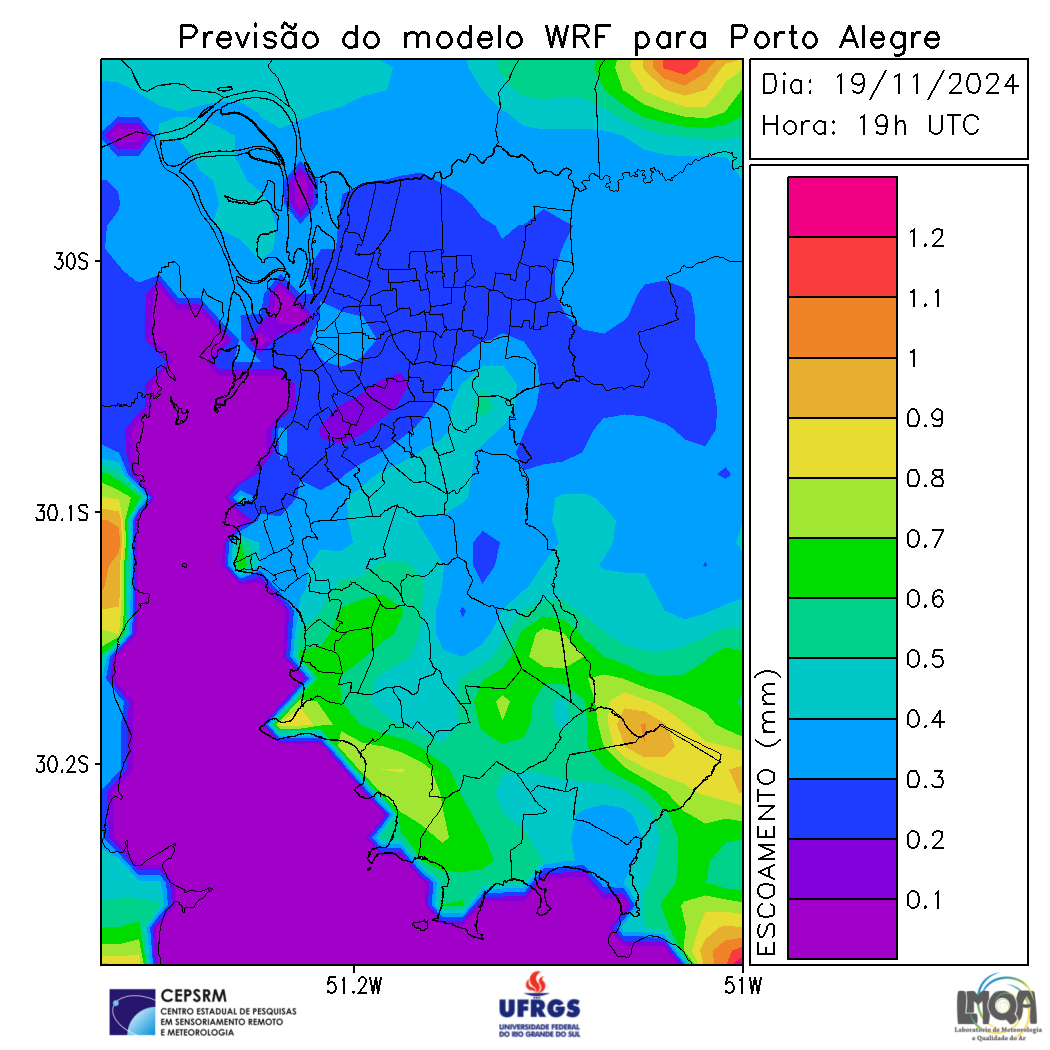 Previsão do modelo WRF para Porto Alegre
Dia: 19/11/2024
Hora: 19h UTC
30S
30.1S
30.2S
51.2W
51W
ESCOAMENTO (mm)
1.2
1.1
1
0.9
0.8
0.7
0.6
0.5
0.4
0.3
0.2
0.1
CEPSRM
CENTRO ESTADUAL DE PESQUISAS
EM SENSORIAMENTO REMOTO
E METEOROLOGIA
UFRGS
UNIVERSIDADE FEDERAL
DO RIO GRANDE DO SUL
LMQA
Laboratório de Meteorologia
e Qualidade do Ar